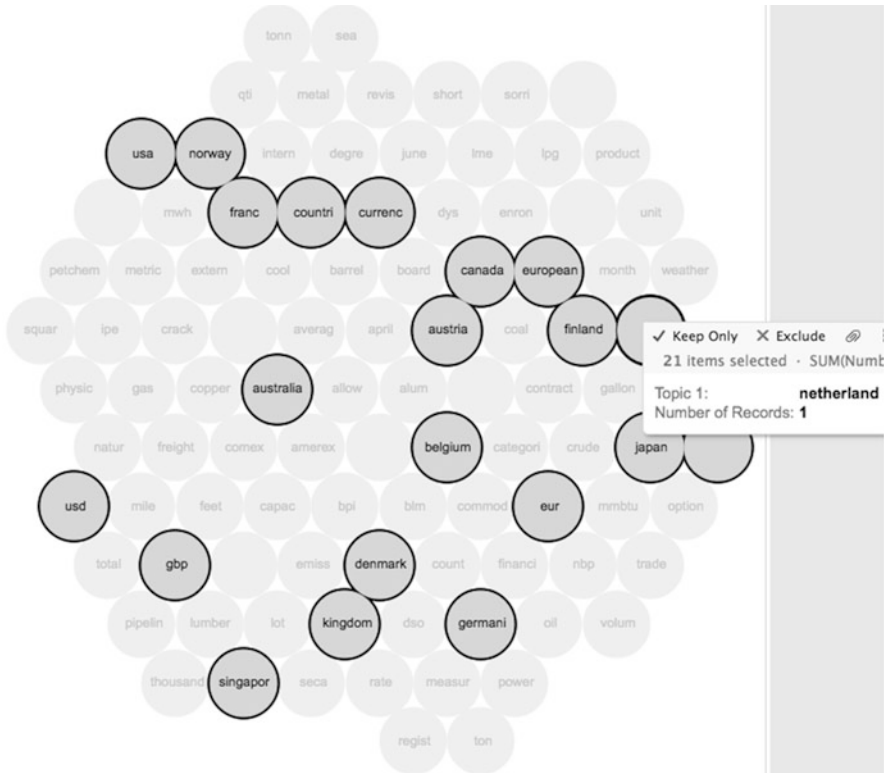 tonn sea
qti metal revis short sorri
usa norway intern degre june lme lpg product
mwh franc countri currenc dys enron unit
petchem metric extern cool barrel board canada european month weather
squar ipe crack averag april austria coal finland
✓ Keep Only ✕ Exclude
21 items selected · SUM(Numb
physic gas copper australia allow alum contract gallon
Topic 1: netherland
Number of Records: 1
natur freight comex amerex belgium categori crude japan
usd mile feet capac bpi blm commod eur mmbtu option
total gbp emiss denmark count financi nbp trade
pipelin lumber lot kingdom dso germani oil volum
thousand singapor seca rate measur power
regist ton